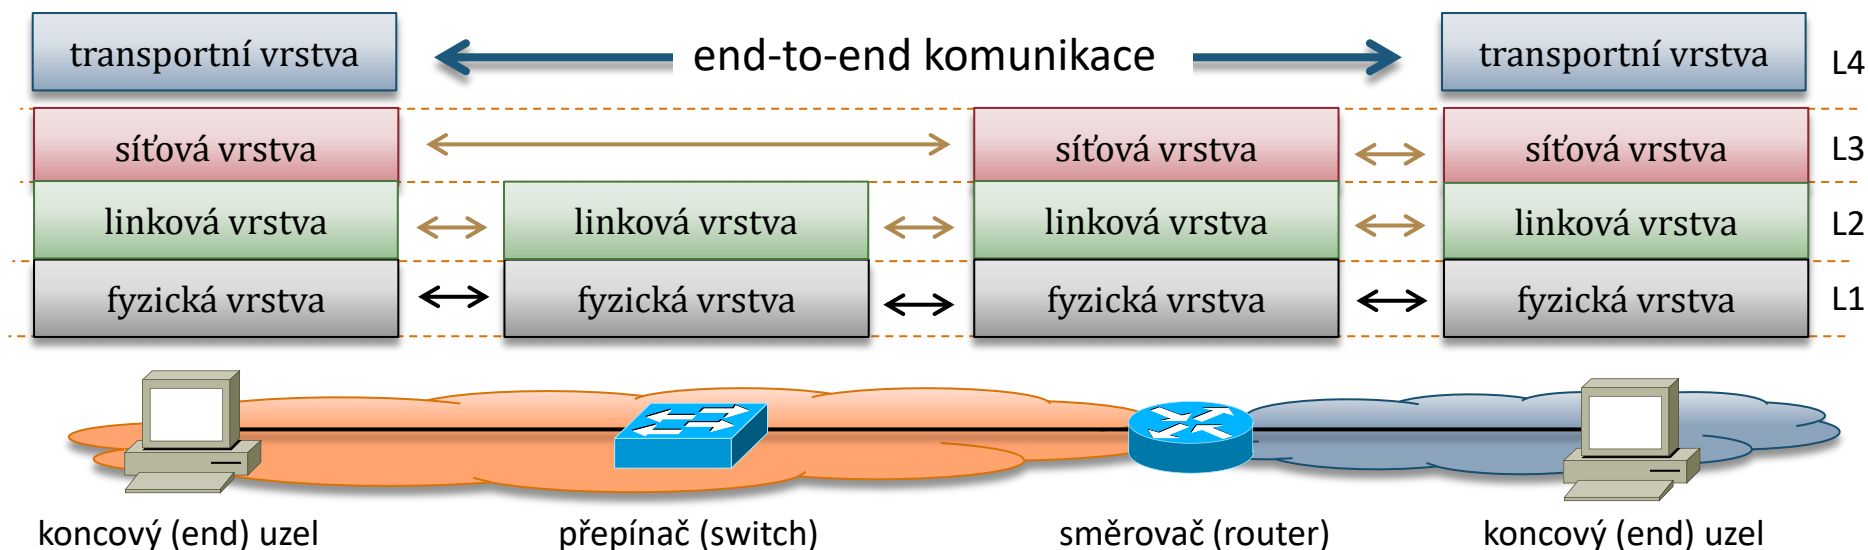 transportní vrstva end-to-end komunikace transportní vrstva L4
síťová vrstva síťová vrstva síťová vrstva L3
linková vrstva linková vrstva linková vrstva linková vrstva L2
fyzická vrstva fyzická vrstva fyzická vrstva fyzická vrstva L1
koncový (end) uzel přepínač (switch) směrovač (router) koncový (end) uzel